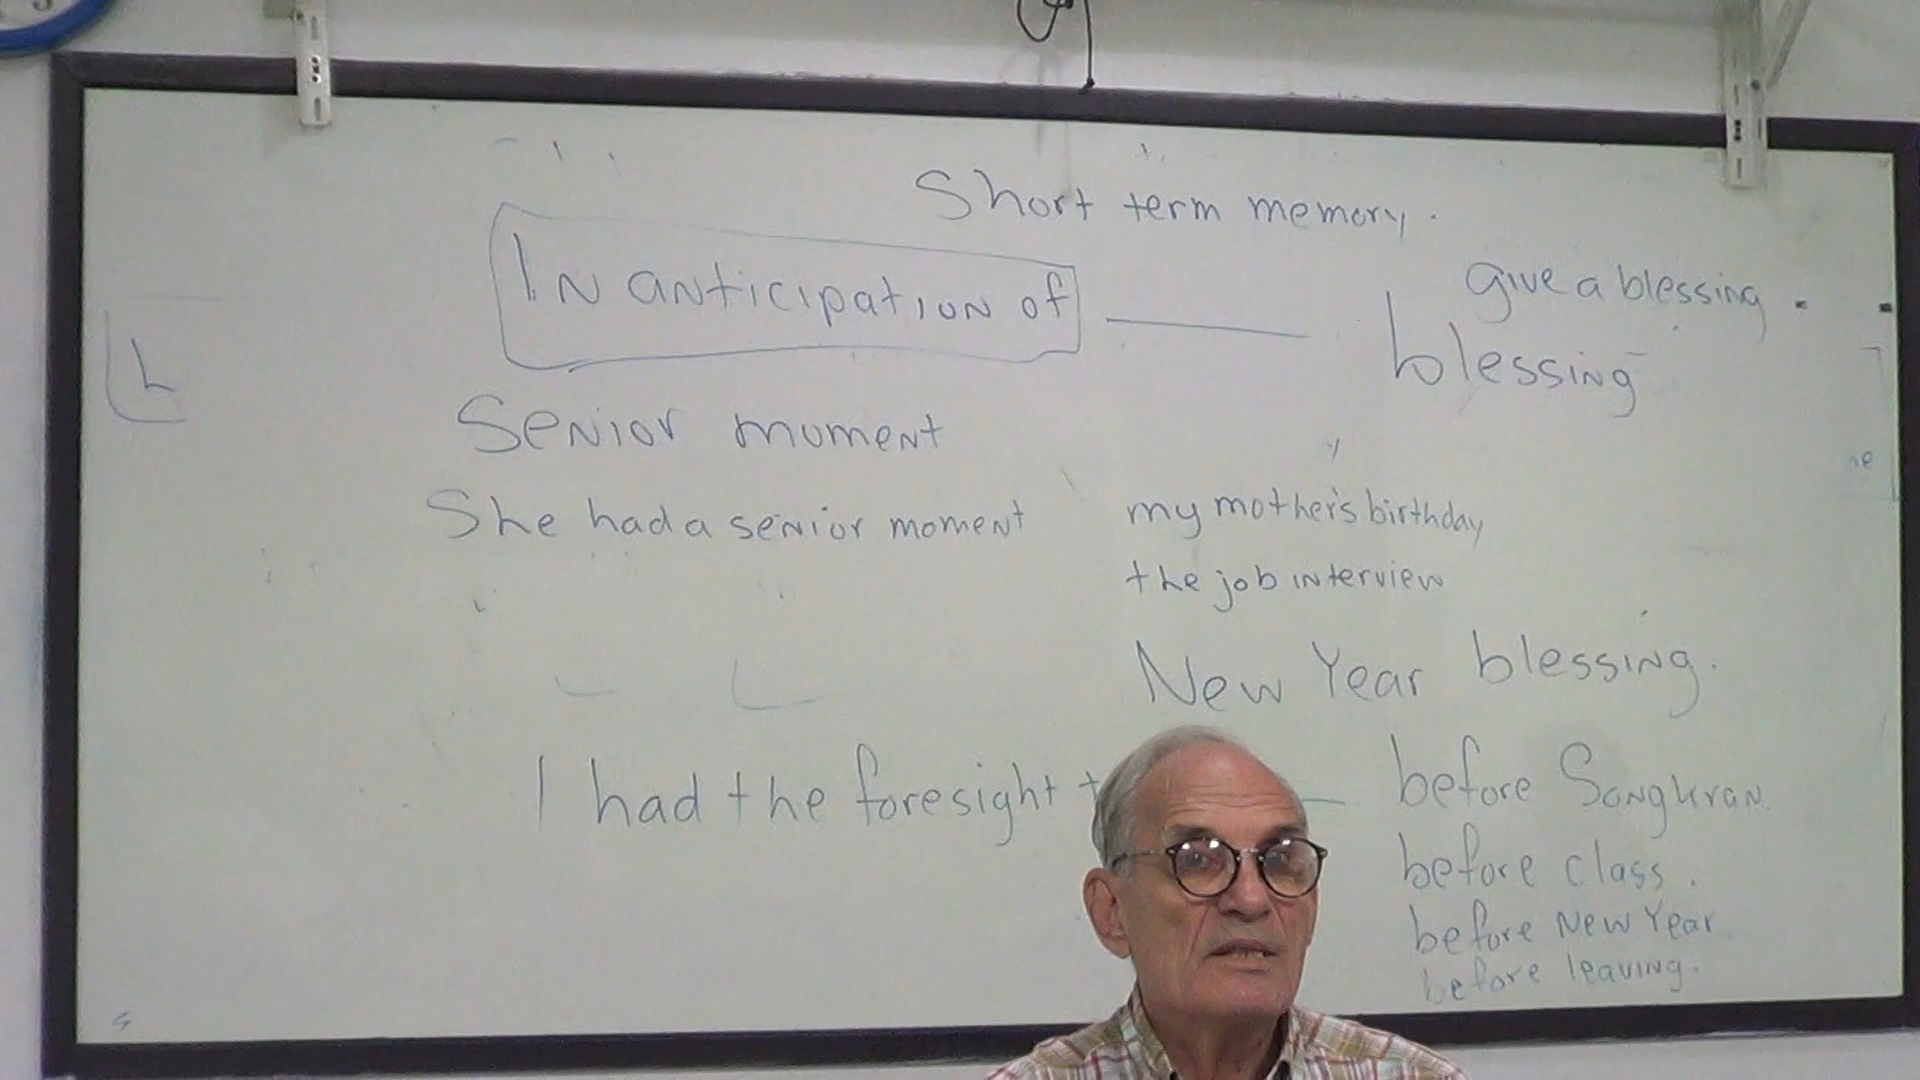 Short term memory.
In anticipation of
give a blessing
blessing
Senior moment
She had a senior moment
my mother's birthday
the job interview
New Year blessing.
I had the foresight
before Songkran.
before class.
before New Year
before leaving.